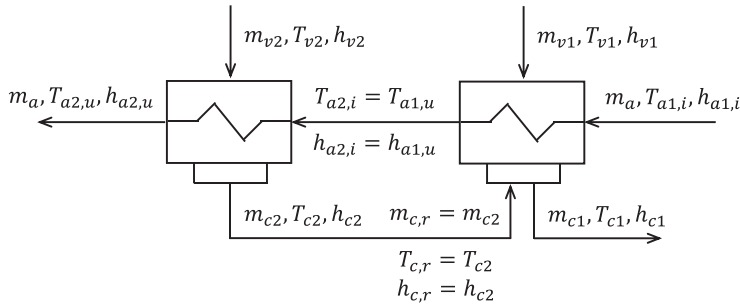 m_{v2}, T_{v2}, h_{v2}
m_{v1}, T_{v1}, h_{v1}
m_a, T_{a2,u}, h_{a2,u}
T_{a2,i} = T_{a1,u}
m_a, T_{a1,i}, h_{a1,i}
h_{a2,i} = h_{a1,u}
m_{c2}, T_{c2}, h_{c2}
m_{c,r} = m_{c2}
m_{c1}, T_{c1}, h_{c1}
T_{c,r} = T_{c2}
h_{c,r} = h_{c2}